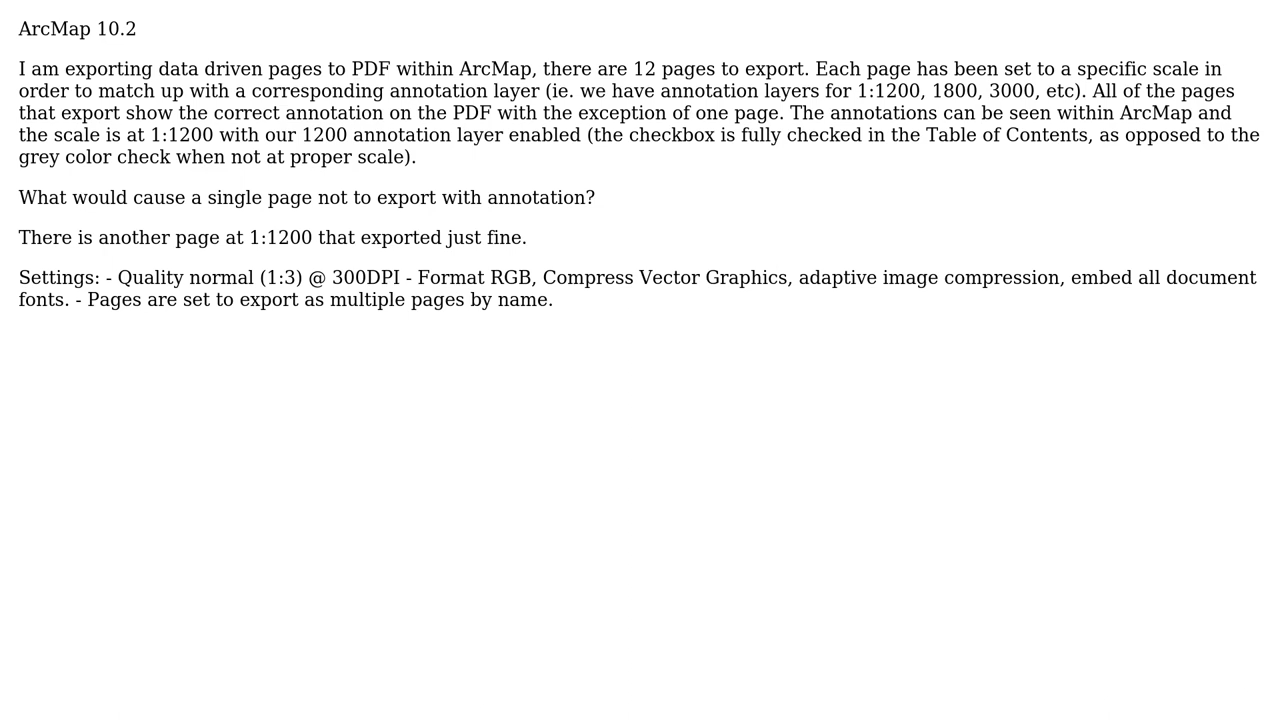 ArcMap 10.2
I am exporting data driven pages to PDF within ArcMap, there are 12 pages to export. Each page has been set to a specific scale in
order to match up with a corresponding annotation layer (ie. we have annotation layers for 1:1200, 1800, 3000, etc). All of the pages
that export show the correct annotation on the PDF with the exception of one page. The annotations can be seen within ArcMap and
the scale is at 1:1200 with our 1200 annotation layer enabled (the checkbox is fully checked in the Table of Contents, as opposed to the
grey color check when not at proper scale).
What would cause a single page not to export with annotation?
There is another page at 1:1200 that exported just fine.
Settings: - Quality normal (1:3) @ 300DPI - Format RGB, Compress Vector Graphics, adaptive image compression, embed all document
fonts. - Pages are set to export as multiple pages by name.